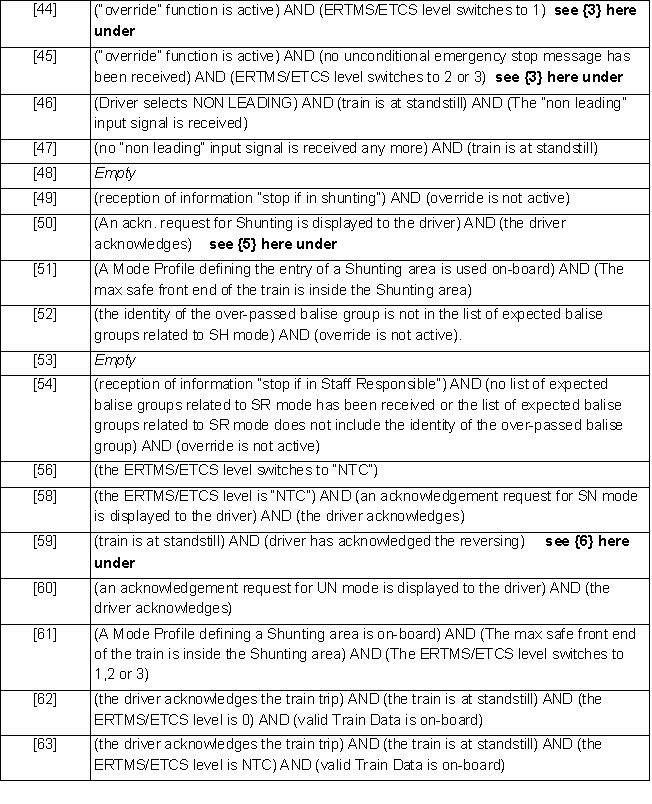 [44] ("override" function is active) AND (ERTMS/ETCS level switches to 1) see {3} here
under
[45] ("override" function is active) AND (no unconditional emergency stop message has
been received) AND (ERTMS/ETCS level switches to 2 or 3) see {3} here under
[46] (Driver selects NON LEADING) AND (train is at standstill) AND (The "non leading"
input signal is received)
[47] (no "non leading" input signal is received any more) AND (train is at standstill)
[48] Empty
[49] (reception of information "stop if in shunting") AND (override is not active)
[50] (An ackn. request for Shunting is displayed to the driver) AND (the driver
acknowledges) see {5} here under
[51] (A Mode Profile defining the entry of a Shunting area is used on-board) AND (The
max safe front end of the train is inside the Shunting area)
[52] (the identity of the over-passed balise group is not in the list of expected balise
groups related to SH mode) AND (override is not active).
[53] Empty
[54] (reception of information "stop if in Staff Responsible") AND (no list of expected
balise groups related to SR mode has been received or the list of expected balise
groups related to SR mode does not include the identity of the over-passed balise
group) AND (override is not active)
[56] (the ERTMS/ETCS level switches to "NTC")
[58] (the ERTMS/ETCS level is "NTC") AND (an acknowledgement request for SN mode
is displayed to the driver) AND (the driver acknowledges)
[59] (train is at standstill) AND (driver has acknowledged the reversing) see {6} here
under
[60] (an acknowledgement request for UN mode is displayed to the driver) AND (the
driver acknowledges)
[61] (A Mode Profile defining a Shunting area is on-board) AND (The max safe front end
of the train is inside the Shunting area) AND (The ERTMS/ETCS level switches to
1,2 or 3)
[62] (the driver acknowledges the train trip) AND (the train is at standstill) AND (the
ERTMS/ETCS level is 0) AND (valid Train Data is on-board)
[63] (the driver acknowledges the train trip) AND (the train is at standstill) AND (the
ERTMS/ETCS level is NTC) AND (valid Train Data is on-board)